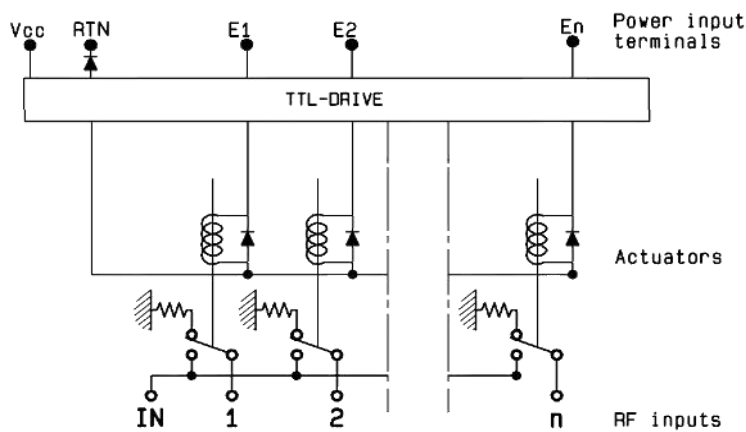 Vcc RTN E1 E2 En Power input
terminals
TTL-DRIVE
Actuators
IN 1 2 n RF inputs